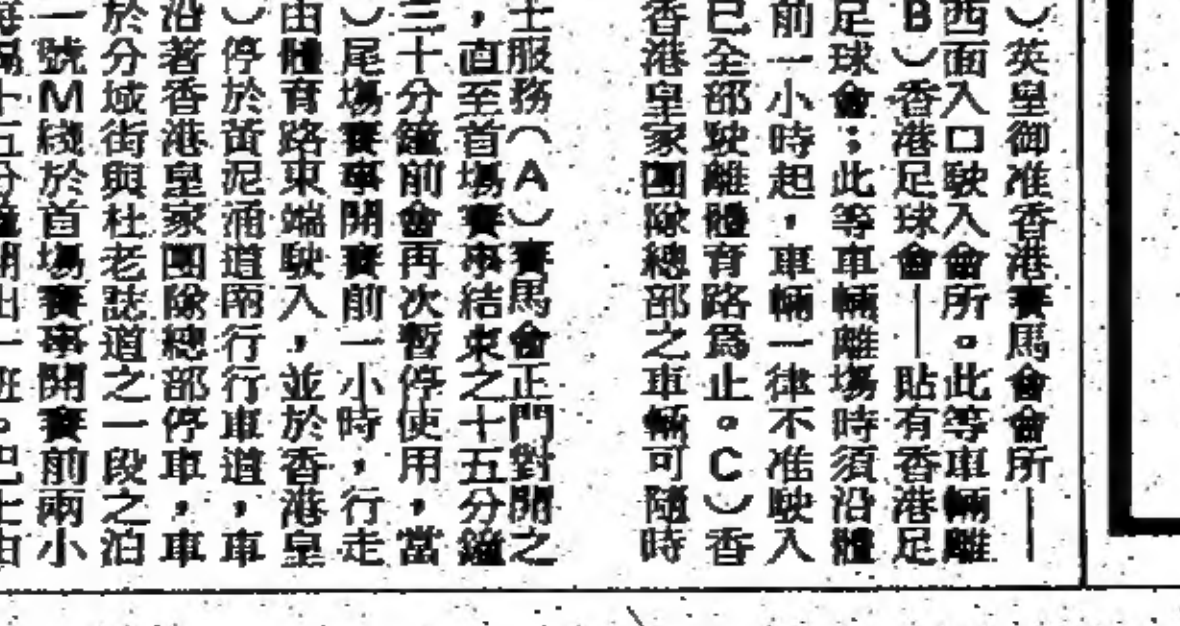 ）英皇御准香港賽馬會會所——
西面入口駛入會所。此等車輛離
B）香港足球會——貼有香港足
足球會；此等車輛離塲時須沿體
前一小時起，車輛一律不准駛入
已全部駛離體育路爲止。C）香
香港皇家團隊總部之車輛可隨時
士服務（A）賽馬會正門對開之
，直至首塲賽事結束之十五分鐘
三十分鐘前會再次暫停使用，當
）尾塲賽事開賽前一小時，行走
由體育路東端駛入，並於香港皇
）停於黃泥涌道兩行行車道，車
沿著香港皇家團隊總部停車，車
於分域街與杜老誌道之一段之泊
一號M綫於首塲賽事開賽前兩小
每隔十五分鐘開出一班。巴士由